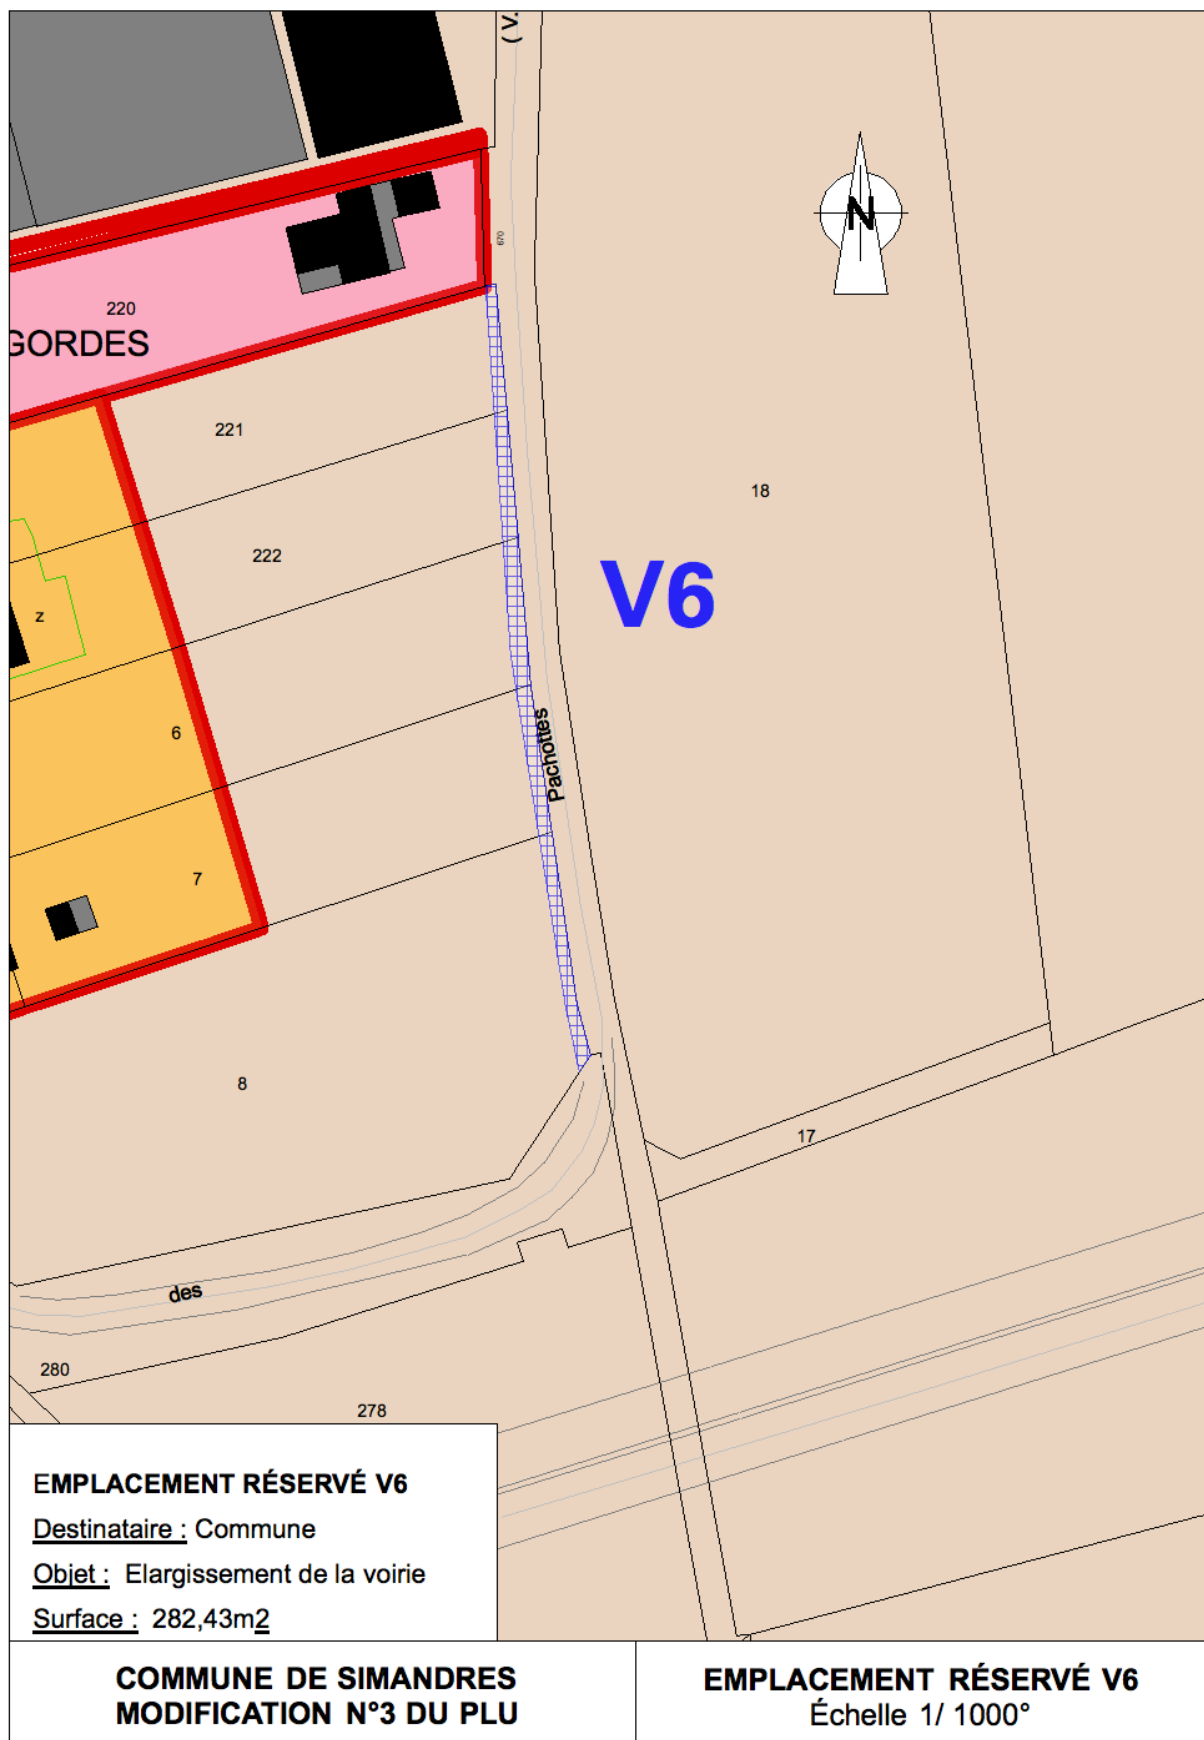 ( V.
N
670
220
GORDES
221
18
222
V6
z
6
Pachottes
7
8
17
des
280
278
EMPLACEMENT RÉSERVÉ V6
Destinataire : Commune
Objet : Elargissement de la voirie
Surface : 282,43m2
COMMUNE DE SIMANDRES
MODIFICATION N°3 DU PLU
EMPLACEMENT RÉSERVÉ V6
Échelle 1/ 1000°